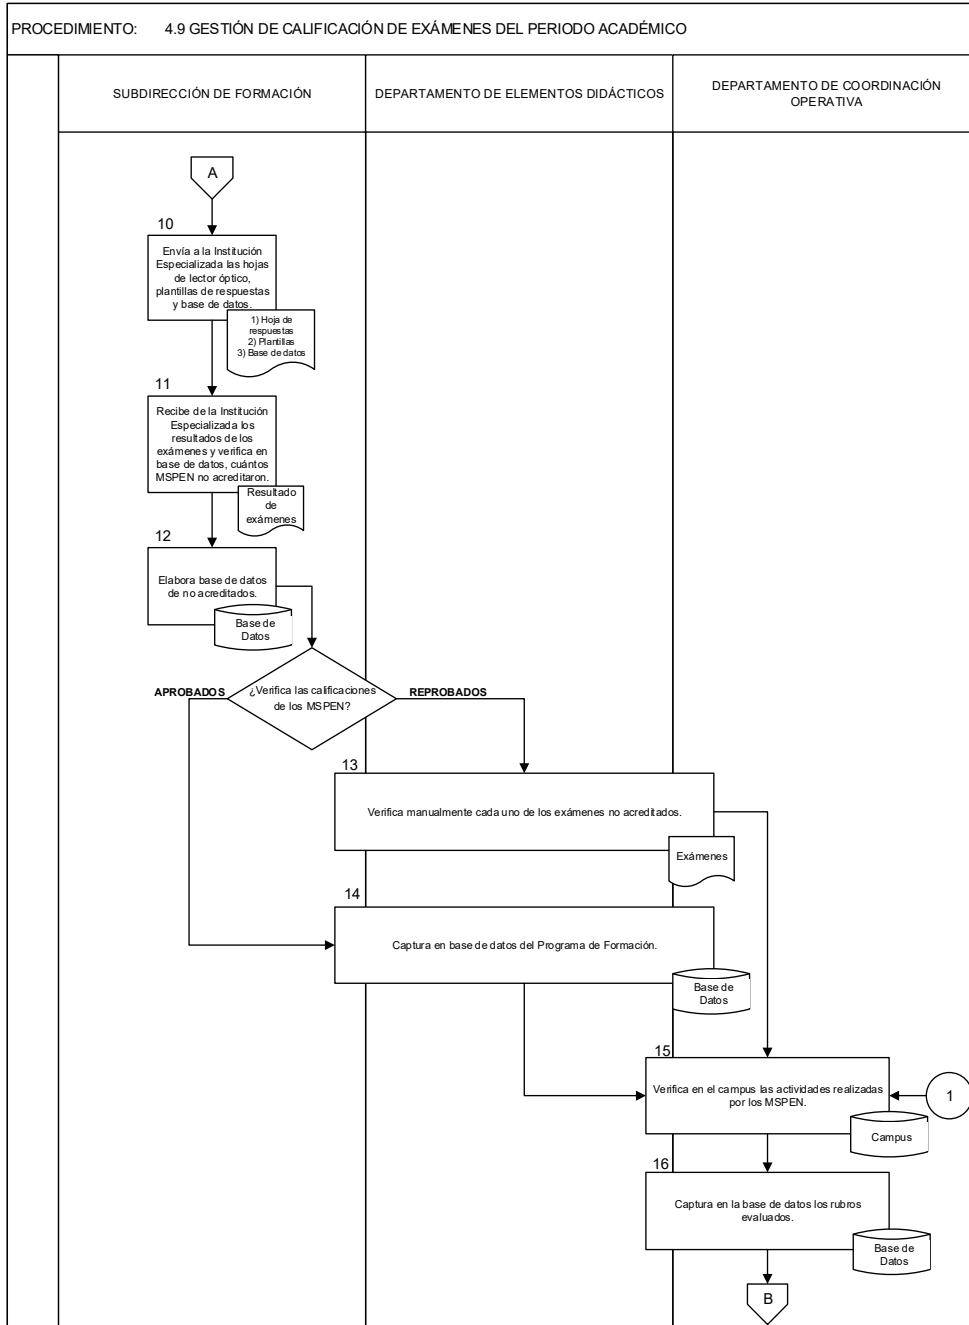 PROCEDIMIENTO: 4.9 GESTIÓN DE CALIFICACIÓN DE EXÁMENES DEL PERIODO ACADÉMICO
SUBDIRECCIÓN DE FORMACIÓN
DEPARTAMENTO DE ELEMENTOS DIDÁCTICOS
DEPARTAMENTO DE COORDINACIÓN
OPERATIVA
A
10
Envía a la Institución
Especializada las hojas
de lector óptico,
plantillas de respuestas
y base de datos.
1) Hoja de
respuestas
2) Plantillas
3) Base de datos
11
Recibe de la Institución
Especializada los
resultados de los
exámenes y verifica en
base de datos, cuántos
MSPEN no acreditaron.
Resultado
de
exámenes
12
Elabora base de datos
de no acreditados.
Base de
Datos
APROBADOS
¿Verifica las calificaciones
de los MSPEN?
REPROBADOS
13
Verifica manualmente cada uno de los exámenes no acreditados.
Exámenes
14
Captura en base de datos del Programa de Formación.
Base de
Datos
15
Verifica en el campus las actividades realizadas
por los MSPEN.
1
Campus
16
Captura en la base de datos los rubros
evaluados.
Base de
Datos
B